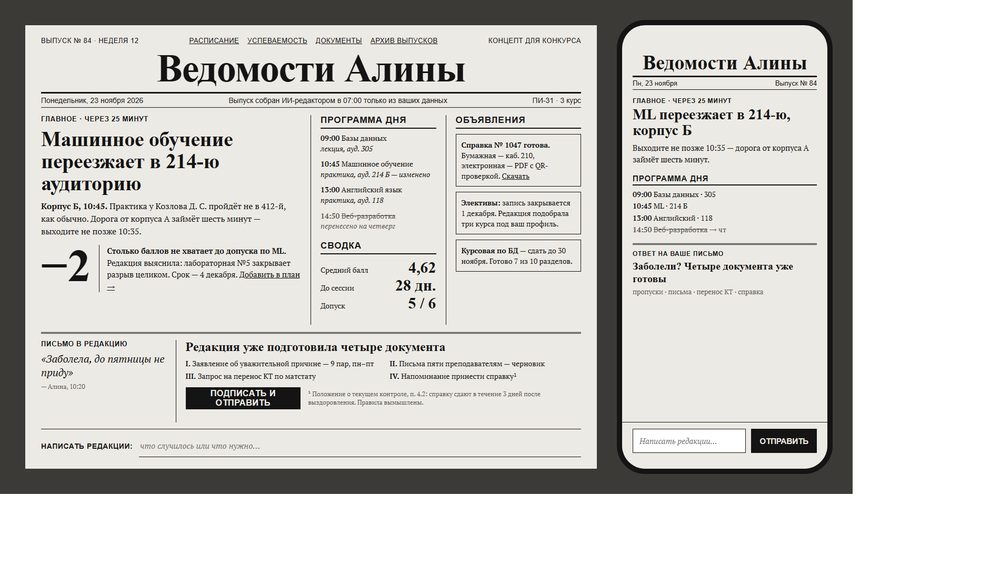 ВЫПУСК № 84 · НЕДЕЛЯ 12
РАСПИСАНИЕ УСПЕВАЕМОСТЬ ДОКУМЕНТЫ АРХИВ ВЫПУСКОВ
КОНЦЕПТ ДЛЯ КОНКУРСА
Ведомости Алины
Понедельник, 23 ноября 2026
Выпуск собран ИИ-редактором в 07:00 только из ваших данных
ПИ-31 · 3 курс
ГЛАВНОЕ · ЧЕРЕЗ 25 МИНУТ
Машинное обучение
переезжает в 214-ю
аудиторию
Корпус Б, 10:45. Практика у Козлова Д. С. пройдёт не в 412-й,
как обычно. Дорога от корпуса А займёт шесть минут —
выходите не позже 10:35.
−2
Столько баллов не хватает до допуска по ML.
Редакция выяснила: лабораторная №5 закрывает
разрыв целиком. Срок — 4 декабря. Добавить в план
→
ПРОГРАММА ДНЯ
09:00 Базы данных
лекция, ауд. 305
10:45 Машинное обучение
практика, ауд. 214 Б — изменено
13:00 Английский язык
практика, ауд. 118
14:50 Веб-разработка
перенесено на четверг
СВОДКА
Средний балл 4,62
До сессии 28 дн.
Допуск 5 / 6
ОБЪЯВЛЕНИЯ
Справка № 1047 готова.
Бумажная — каб. 210,
электронная — PDF с QR-
проверкой. Скачать
Элективы: запись закрывается
1 декабря. Редакция подобрала
три курса под ваш профиль.
Курсовая по БД — сдать до 30
ноября. Готово 7 из 10 разделов.
ПИСЬМО В РЕДАКЦИЮ
«Заболела, до пятницы не
приду»
— Алина, 10:20
Редакция уже подготовила четыре документа
I. Заявление об уважительной причине — 9 пар, пн–пт
II. Письма пяти преподавателям — черновик
III. Запрос на перенос КТ по матстату
IV. Напоминание принести справку¹
ПОДПИСАТЬ И
ОТПРАВИТЬ
¹ Положение о текущем контроле, п. 4.2: справку сдают в течение 3 дней после
выздоровления. Правила вымышлены.
НАПИСАТЬ РЕДАКЦИИ: что случилось или что нужно…
Ведомости Алины
Пн, 23 ноября
Выпуск № 84
ГЛАВНОЕ · ЧЕРЕЗ 25 МИНУТ
ML переезжает в 214-ю,
корпус Б
Выходите не позже 10:35 — дорога от корпуса А
займёт шесть минут.
ПРОГРАММА ДНЯ
09:00 Базы данных · 305
10:45 ML · 214 Б
13:00 Английский · 118
14:50 Веб-разработка → чт
ОТВЕТ НА ВАШЕ ПИСЬМО
Заболели? Четыре документа уже
готовы
пропуски · письма · перенос КТ · справка
Написать редакции…
ОТПРАВИТЬ